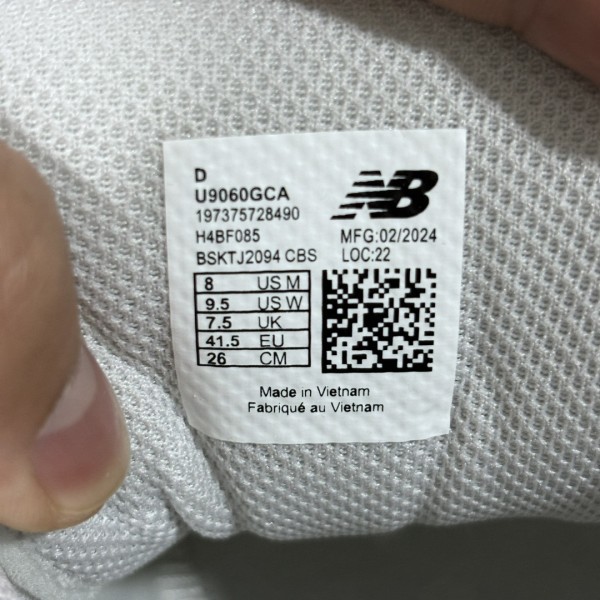 D
U9060GCA
197375728490
H4BF085 MFG:02/2024
BSKTJ2094 CBS LOC:22
NB
8 US M
9.5 US W
7.5 UK
41.5 EU
26 CM
Made in Vietnam
Fabriqué au Vietnam